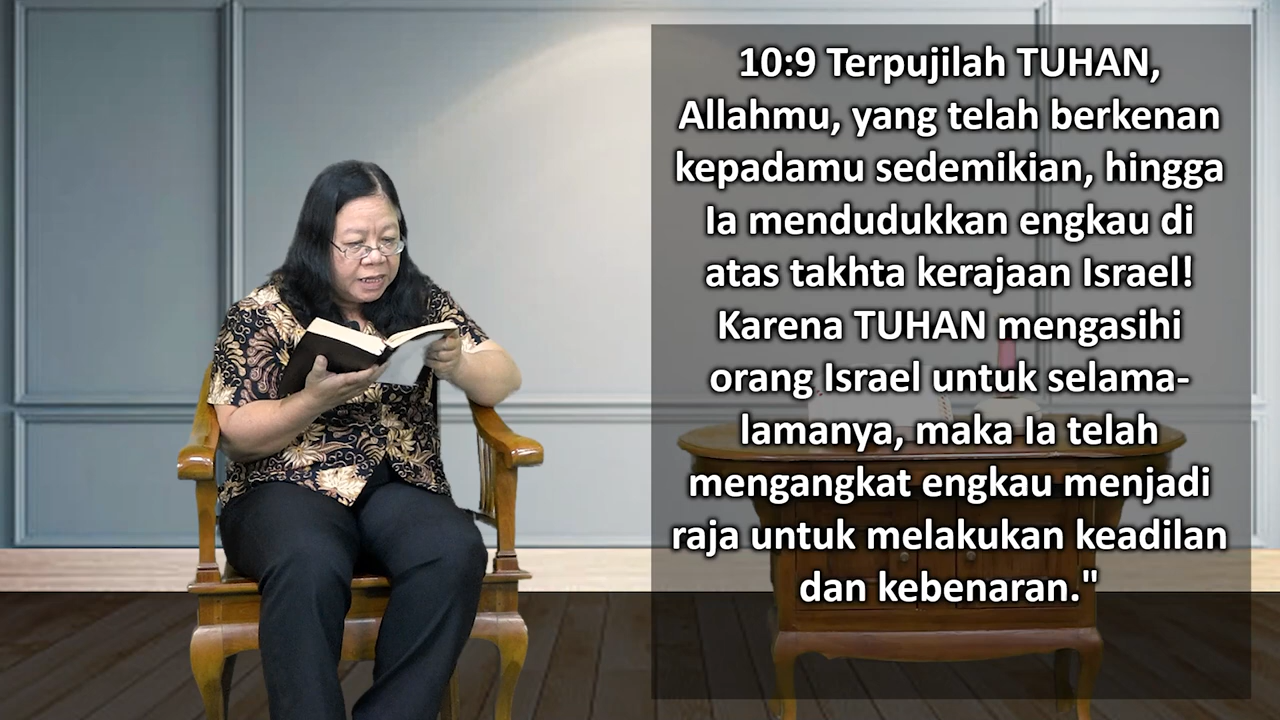 10:9 Terpujilah TUHAN,
Allahmu, yang telah berkenan
kepadamu sedemikian, hingga
Ia mendudukkan engkau di
atas takhta kerajaan Israel!
Karena TUHAN mengasihi
orang Israel untuk selama-
lamanya, maka Ia telah
mengangkat engkau menjadi
raja untuk melakukan keadilan
dan kebenaran."